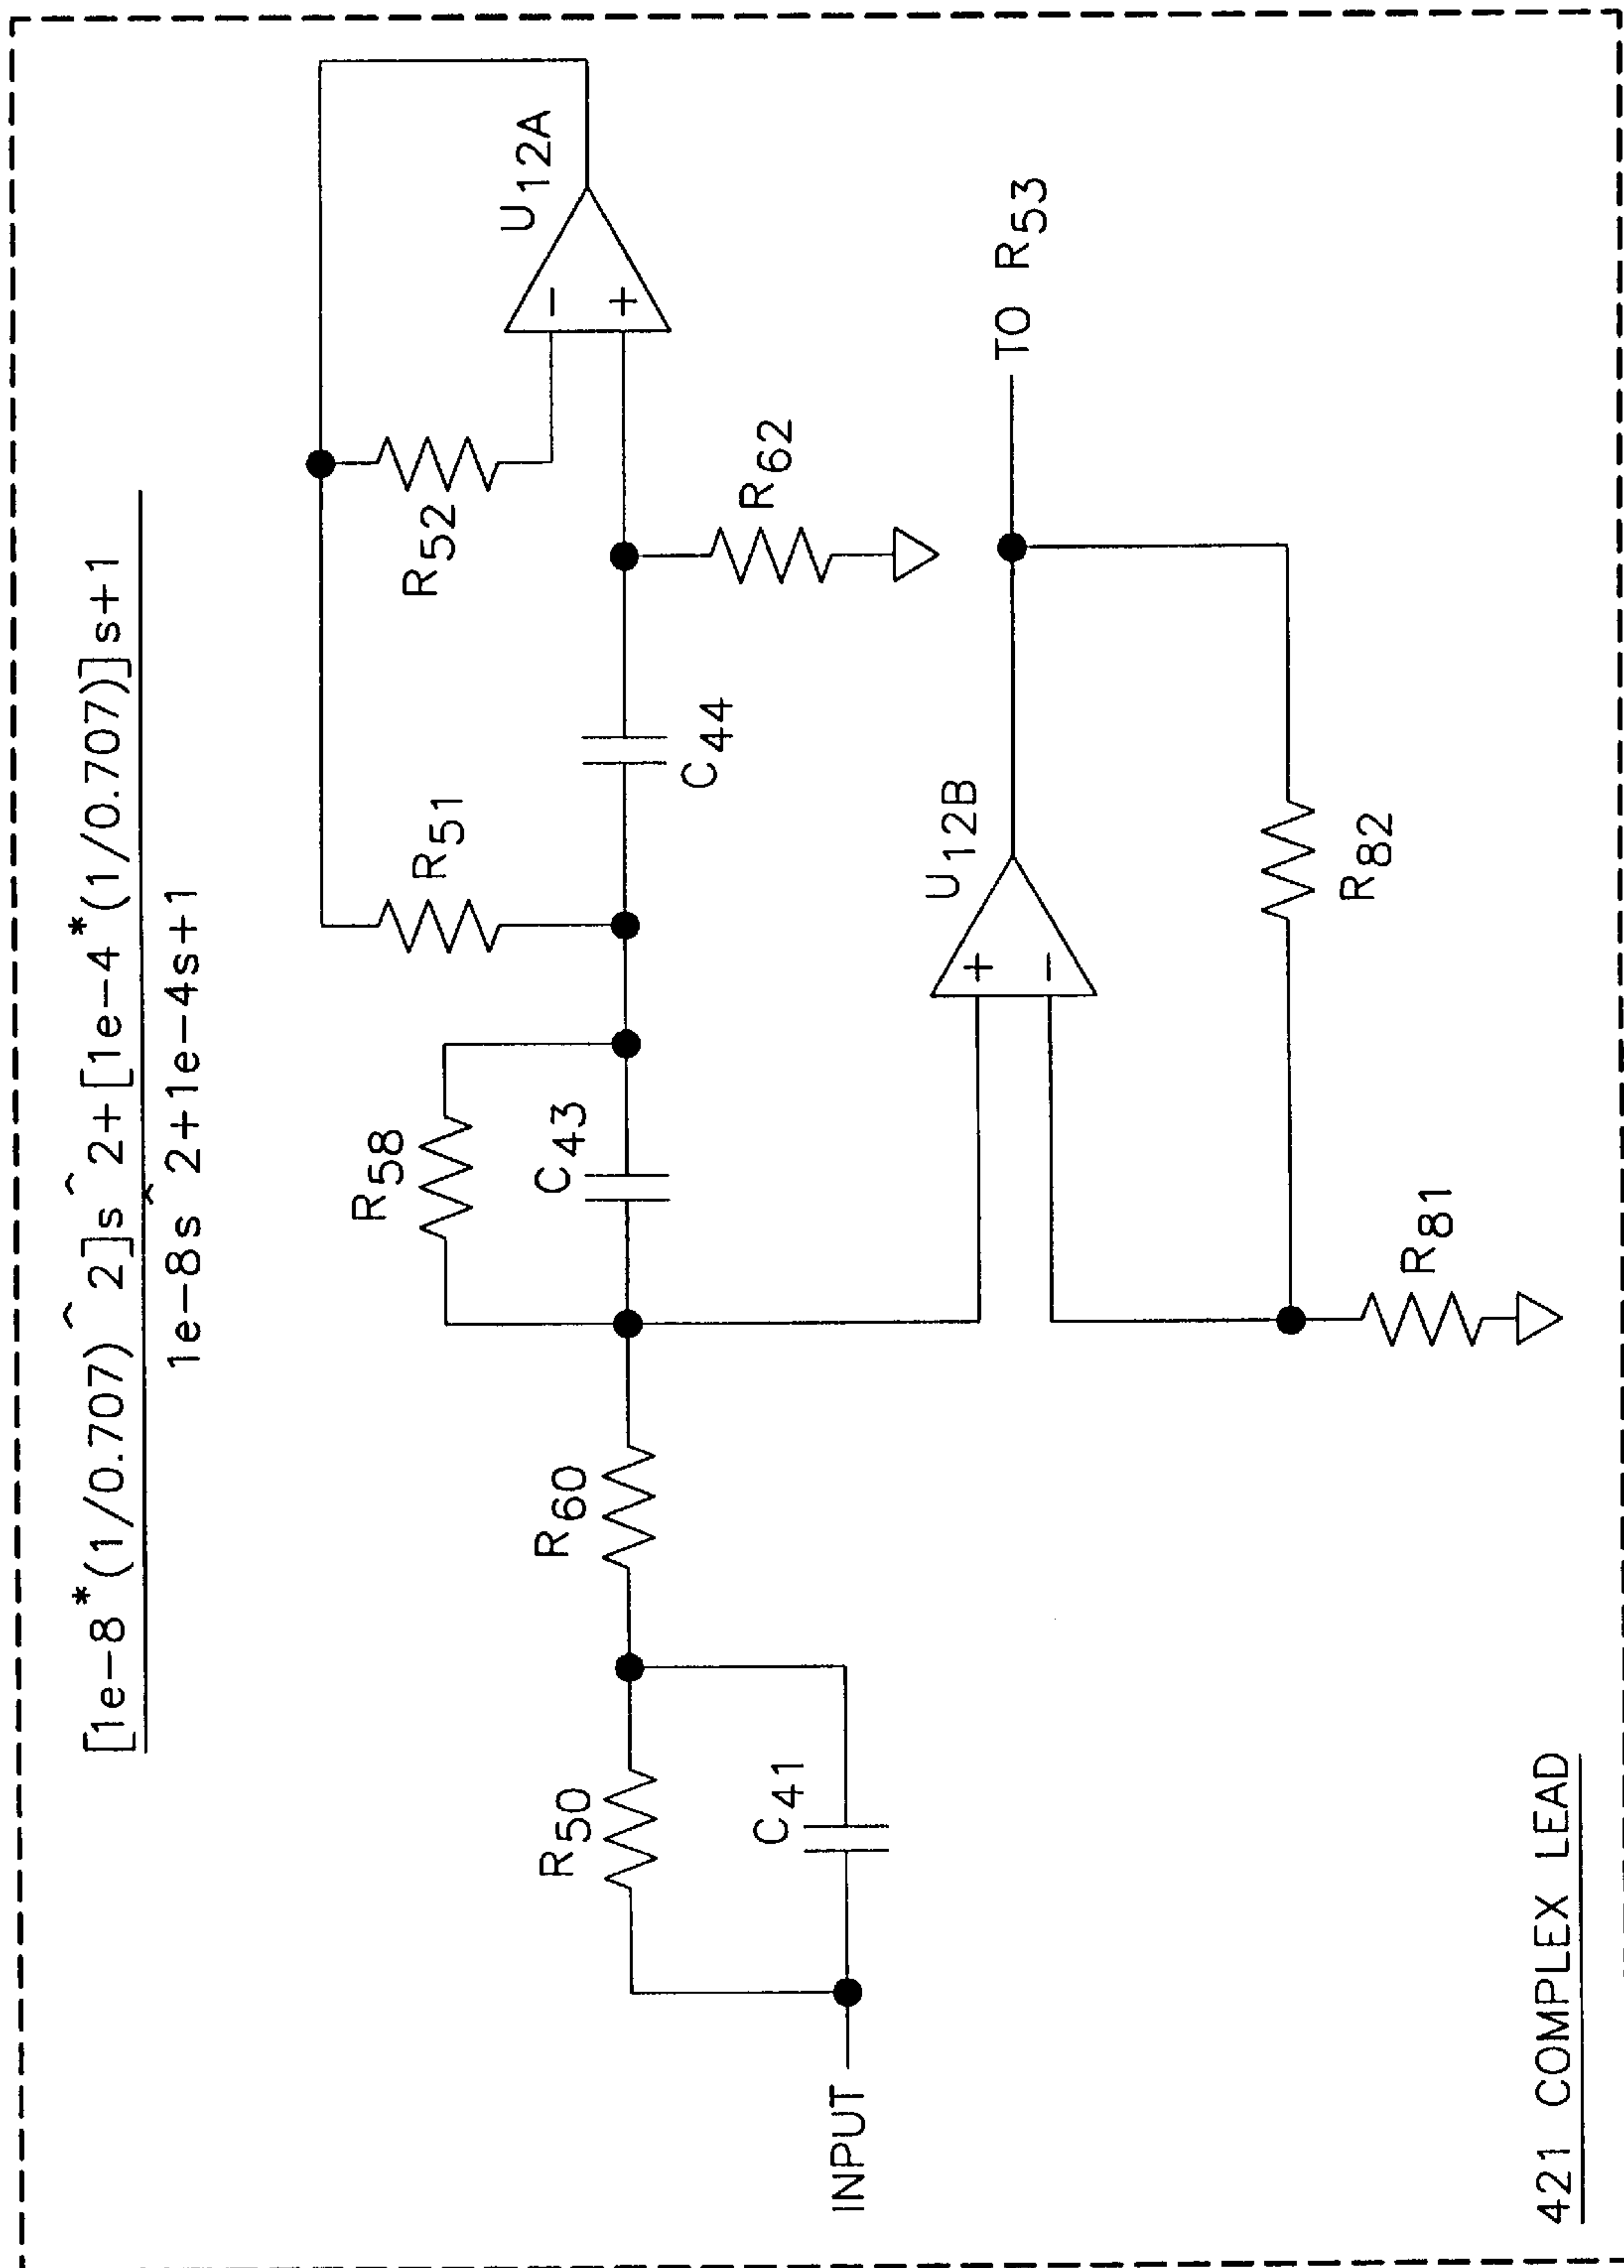 [1e-8*(1/0.707)^2]s^2+[1e-4*(1/0.707)]s+1
1e-8s^2+1e-4s+1
U12A
R52
R51
R58
R62
C43
C44
R50
R60
C41
U12B
TO R53
INPUT
R82
R81
421 COMPLEX LEAD
- +
+ -